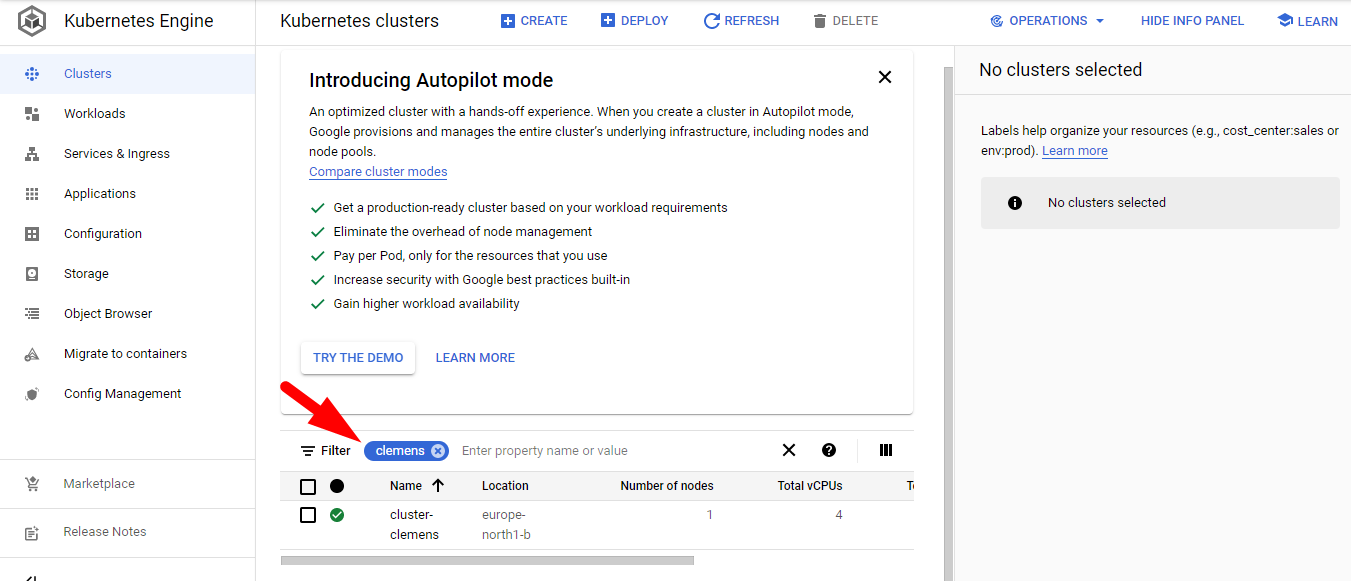 Kubernetes Engine
Kubernetes clusters
CREATE
DEPLOY
REFRESH
DELETE
OPERATIONS
HIDE INFO PANEL
LEARN
Clusters
Workloads
Services & Ingress
Applications
Configuration
Storage
Object Browser
Migrate to containers
Config Management
Marketplace
Release Notes
Introducing Autopilot mode
An optimized cluster with a hands-off experience. When you create a cluster in Autopilot mode,
Google provisions and manages the entire cluster's underlying infrastructure, including nodes and
node pools.
Compare cluster modes
Get a production-ready cluster based on your workload requirements
Eliminate the overhead of node management
Pay per Pod, only for the resources that you use
Increase security with Google best practices built-in
Gain higher workload availability
TRY THE DEMO
LEARN MORE
Filter
clemens
Enter property name or value
Name
Location
Number of nodes
Total vCPUs
cluster-
clemens
europe-
north1-b
1
4
No clusters selected
Labels help organize your resources (e.g., cost_center:sales or
env:prod). Learn more
No clusters selected